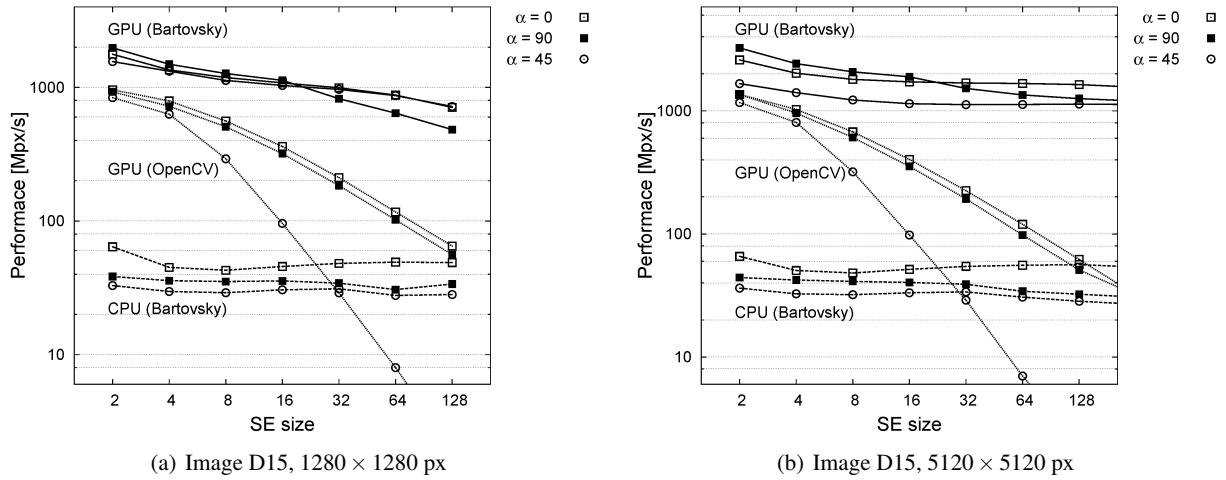 GPU (Bartovsky)
GPU (OpenCV)
CPU (Bartovsky)
1000
100
10
Performace [Mpx/s]
2 4 8 16 32 64 128
SE size
α = 0
α = 90
α = 45
(a) Image D15, 1280 × 1280 px
GPU (Bartovsky)
GPU (OpenCV)
CPU (Bartovsky)
1000
100
10
Performace [Mpx/s]
2 4 8 16 32 64 128
SE size
α = 0
α = 90
α = 45
(b) Image D15, 5120 × 5120 px